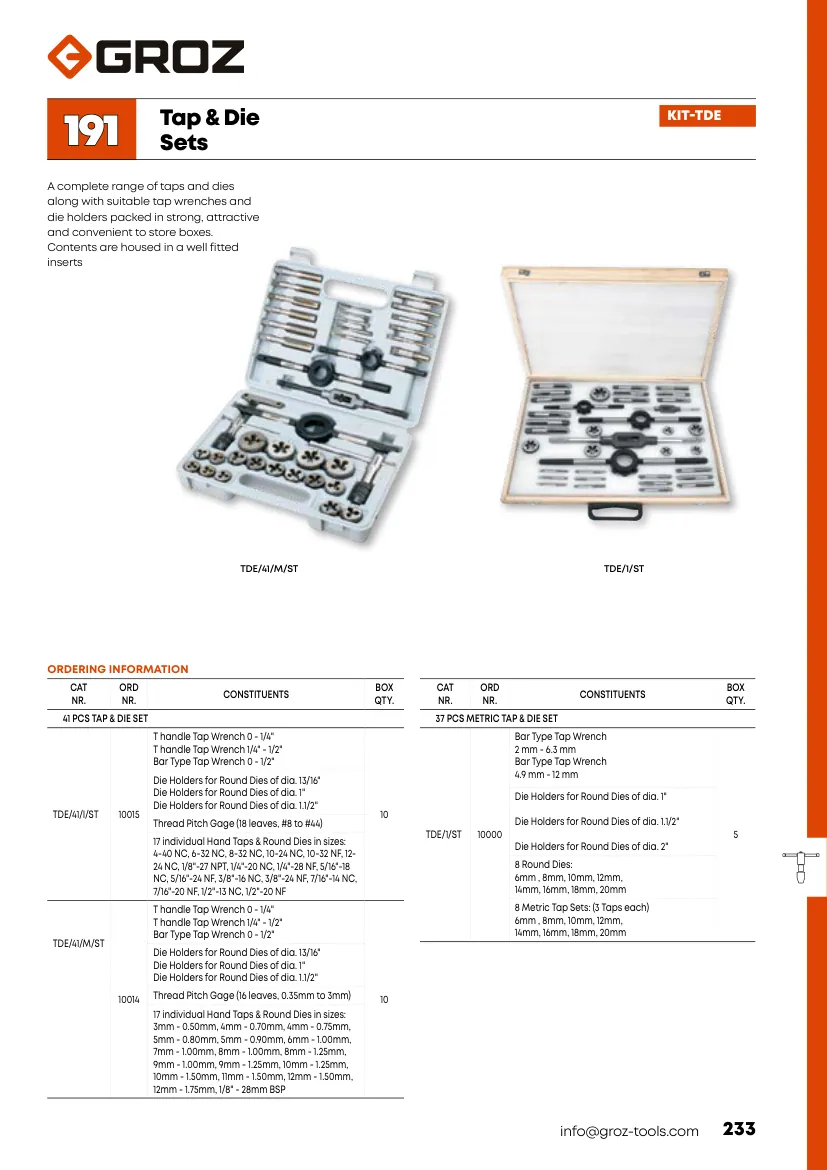 GROZ
191
Tap & Die
Sets
KIT-TDE
A complete range of taps and dies
along with suitable tap wrenches and
die holders packed in strong, attractive
and convenient to store boxes.
Contents are housed in a well fitted
inserts
TDE/41/M/ST
TDE/1/ST
ORDERING INFORMATION
CAT NR.
ORD NR.
CONSTITUENTS
BOX QTY.
41 PCS TAP & DIE SET
TDE/41/I/ST
10015
T handle Tap Wrench 0 - 1/4"
T handle Tap Wrench 1/4" - 1/2"
Bar Type Tap Wrench 0 - 1/2"
Die Holders for Round Dies of dia. 13/16"
Die Holders for Round Dies of dia. 1"
Die Holders for Round Dies of dia. 1.1/2"
Thread Pitch Gage (18 leaves, #8 to #44)
17 individual Hand Taps & Round Dies in sizes:
4-40 NC, 6-32 NC, 8-32 NC, 10-24 NC, 10-32 NF, 12-
24 NC, 1/8"-27 NPT, 1/4"-20 NC, 1/4"-28 NF, 5/16"-18
NC, 5/16"-24 NF, 3/8"-16 NC, 3/8"-24 NF, 7/16"-14 NC,
7/16"-20 NF, 1/2"-13 NC, 1/2"-20 NF
10
TDE/41/M/ST
10014
T handle Tap Wrench 0 - 1/4"
T handle Tap Wrench 1/4" - 1/2"
Bar Type Tap Wrench 0 - 1/2"
Die Holders for Round Dies of dia. 13/16"
Die Holders for Round Dies of dia. 1"
Die Holders for Round Dies of dia. 1.1/2"
Thread Pitch Gage (16 leaves, 0.35mm to 3mm)
17 individual Hand Taps & Round Dies in sizes:
3mm - 0.50mm, 4mm - 0.70mm, 4mm - 0.75mm,
5mm - 0.80mm, 5mm - 0.90mm, 6mm - 1.00mm,
7mm - 1.00mm, 8mm - 1.00mm, 8mm - 1.25mm,
9mm - 1.00mm, 9mm - 1.25mm, 10mm - 1.25mm,
10mm - 1.50mm, 11mm - 1.50mm, 12mm - 1.50mm,
12mm - 1.75mm, 1/8" - 28mm BSP
10
CAT NR.
ORD NR.
CONSTITUENTS
BOX QTY.
37 PCS METRIC TAP & DIE SET
TDE/1/ST
10000
Bar Type Tap Wrench
2 mm - 6.3 mm
Bar Type Tap Wrench
4.9 mm - 12 mm
Die Holders for Round Dies of dia. 1"
Die Holders for Round Dies of dia. 1.1/2"
Die Holders for Round Dies of dia. 2"
8 Round Dies:
6mm , 8mm, 10mm, 12mm,
14mm, 16mm, 18mm, 20mm
8 Metric Tap Sets: (3 Taps each)
6mm , 8mm, 10mm, 12mm,
14mm, 16mm, 18mm, 20mm
5
info@groz-tools.com
233